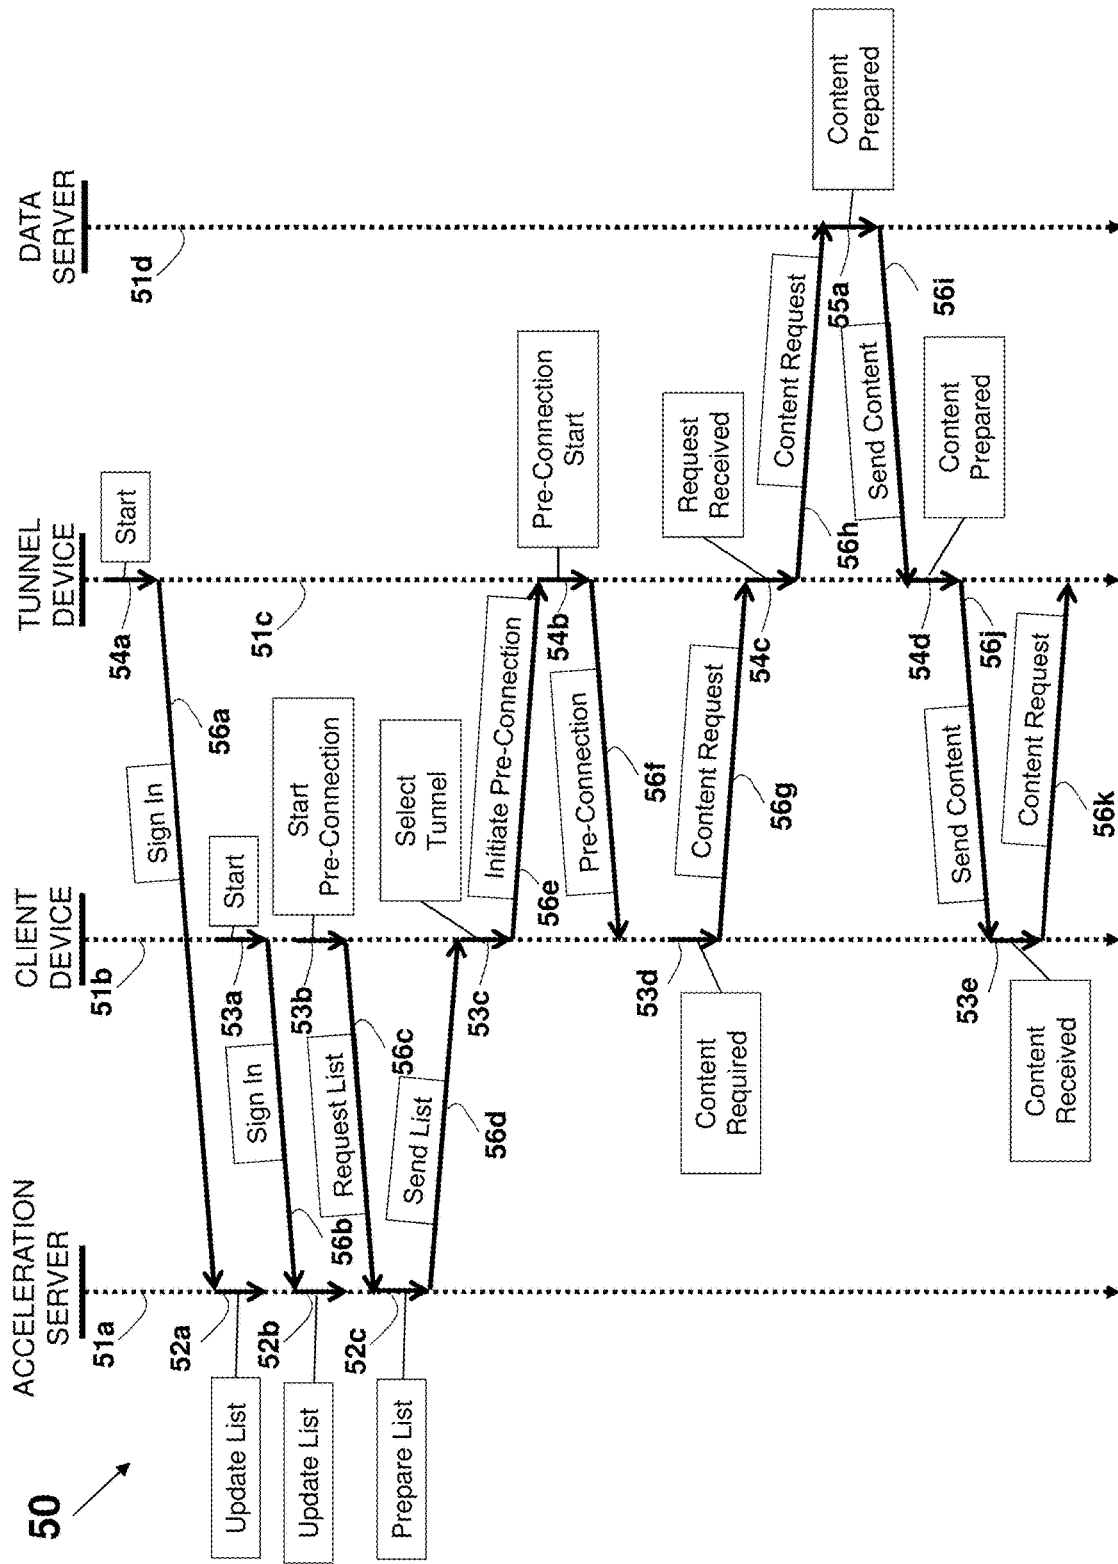 50
ACCELERATION
SERVER
CLIENT
DEVICE
TUNNEL
DEVICE
DATA
SERVER
51a
51b
51c
51d
54a
Start
56a
Sign In
52a
Update List
53a
Start
Sign In
56b
52b
Update List
53b
Start
Pre-Connection
56c
Request List
52c
Prepare List
Send List
56d
53c
Select
Tunnel
Initiate Pre-Connection
56e
54b
Pre-Connection
Start
Pre-Connection
56f
53d
Content
Required
Content Request
56g
54c
Request
Received
Content Request
56h
55a
Content
Prepared
Send Content
56i
54d
Content
Prepared
56j
Send Content
53e
Content
Received
Content Request
56k